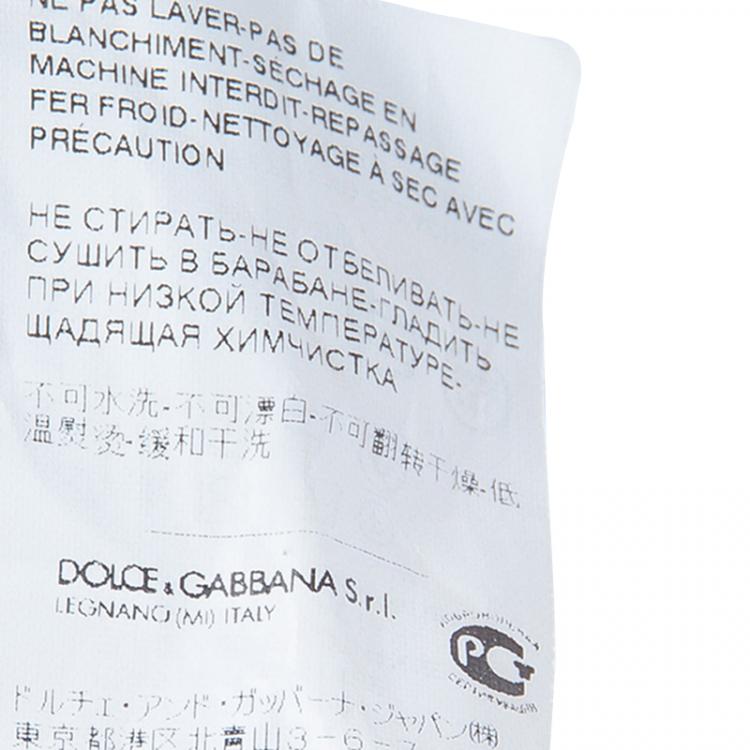 NE PAS LAVER-PAS DE
BLANCHIMENT-SÉCHAGE EN
MACHINE INTERDIT-REPASSAGE
FER FROID-NETTOYAGE À SEC AVEC
PRÉCAUTION
НЕ СТИРАТЬ-НЕ ОТБЕЛИВАТЬ-НЕ
СУШИТЬ В БАРАБАНЕ-ГЛАДИТЬ
ПРИ НИЗКОЙ ТЕМПЕРАТУРЕ-
ЩАДЯЩАЯ ХИМЧИСТКА
不可水洗-不可漂白-不可翻转干燥-低
温熨烫-缓和干洗
DOLCE & GABBANA S.r.l.
LEGNANO (MI) ITALY
РСТ
ドルチェ・アンド・ガッバーナ・ジャパン(株)
東京都港区北青山3-6-